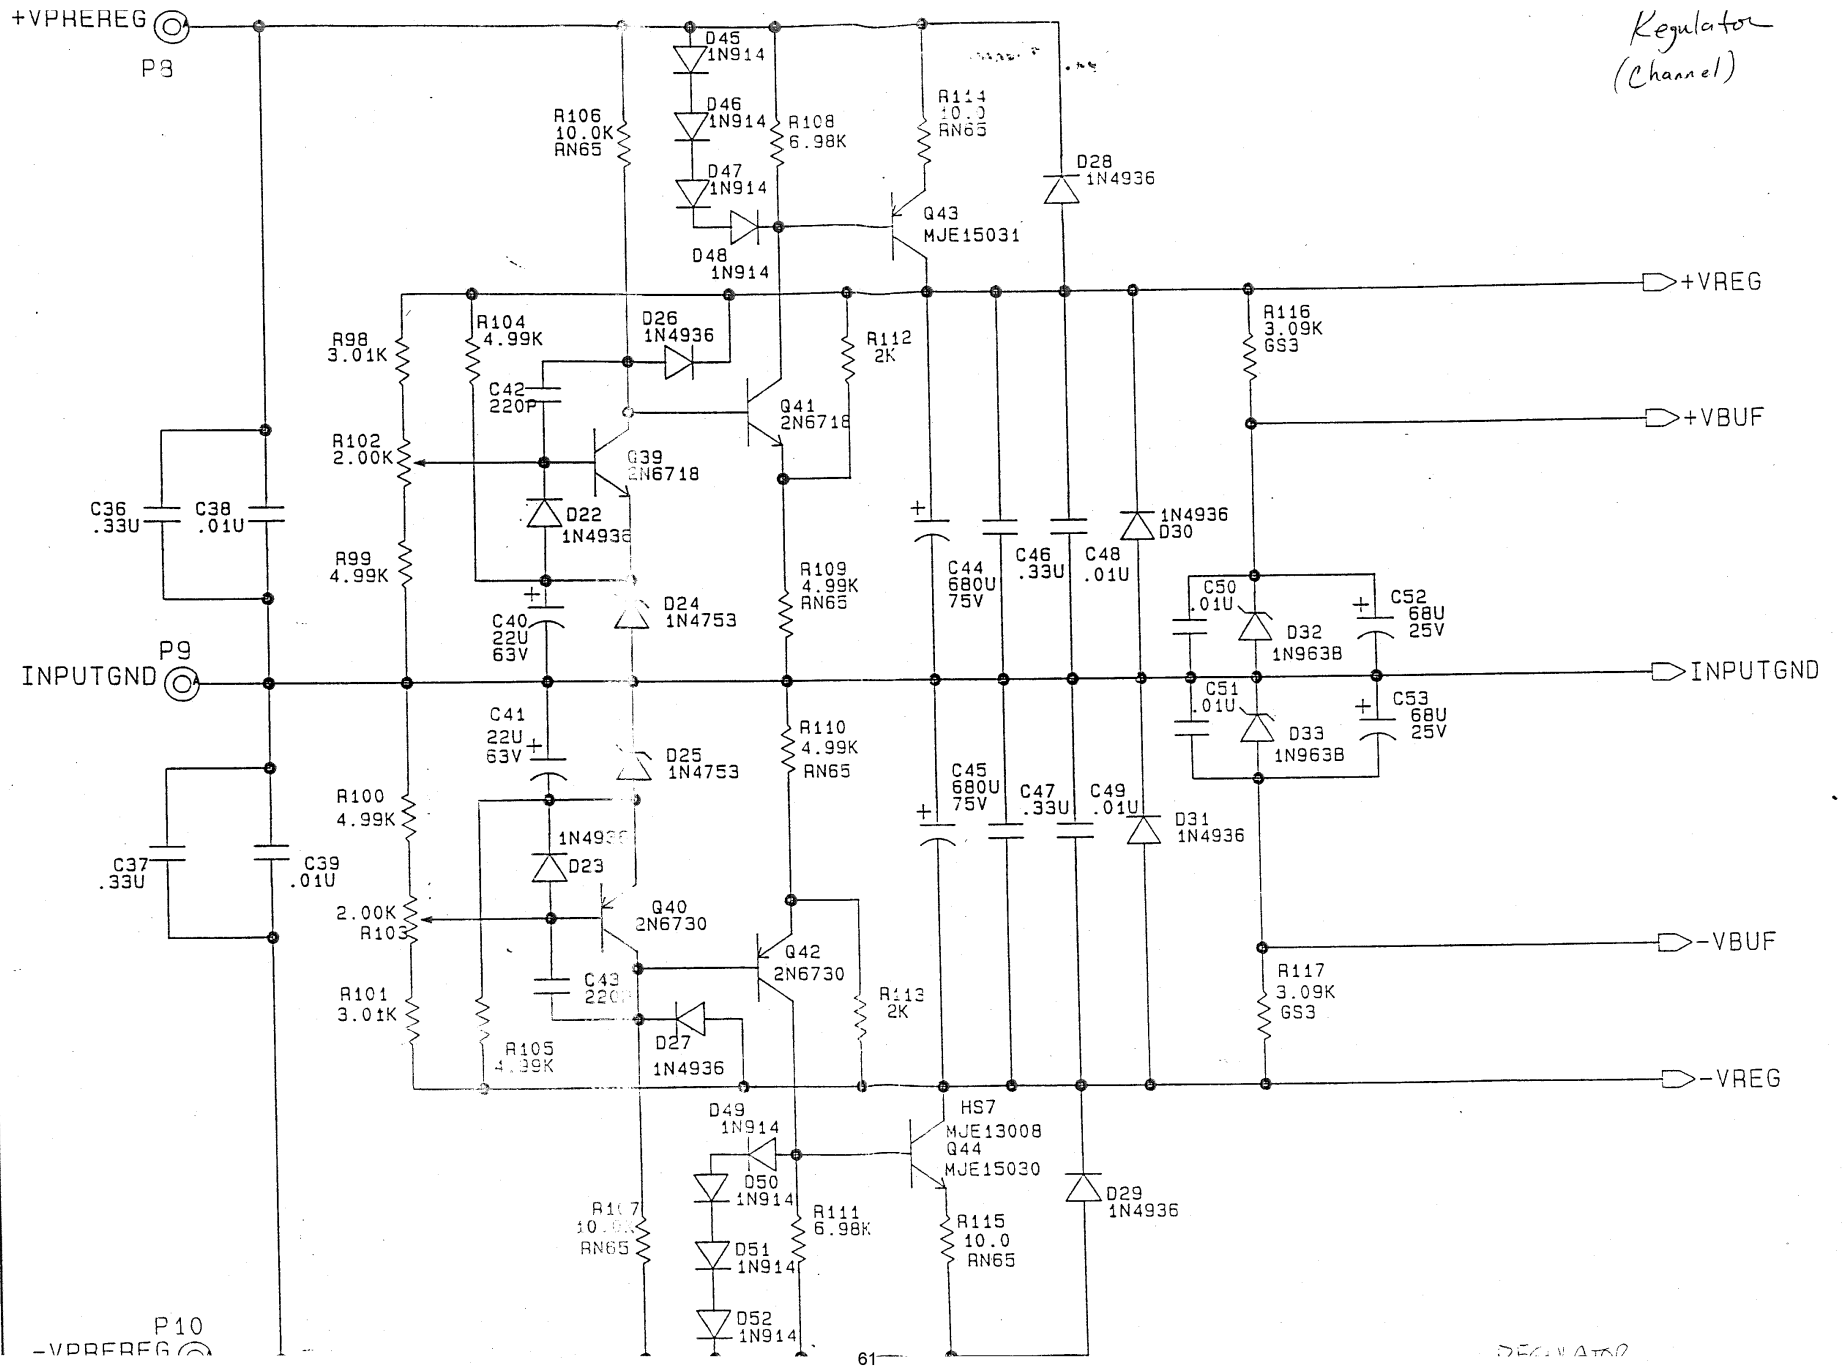 +VPREREG
P8
Regulator
(Channel)
D45
1N914
D46
1N914
R106
10.0K
RN65
R108
6.98K
R114
RN65
D47
1N914
D28
1N4936
Q43
MJE15031
D48
1N914
+VREG
R98
3.01K
R104
4.99K
D26
1N4936
R112
2K
R116
3.09K
GS3
C42
220P
Q41
2N6718
+VBUF
R102
2.00K
Q39
2N6718
C36
.33U
C38
.01U
+
D22
1N4936
1N4936
D30
R99
4.99K
C44
680U
75V
C46
.33U
C48
.01U
R109
4.99K
RN65
+
C40
22U
63V
D24
1N4753
C50
.01U
+
C52
68U
25V
D32
1N963B
P9
INPUTGND
INPUTGND
C41
22U
63V
+
R110
4.99K
RN65
C51
.01U
D33
1N963B
+
C53
68U
25V
D25
1N4753
C45
680U
75V
+
C47
.33U
C49
.01U
R100
4.99K
D31
1N4936
1N4936
D23
C37
.33U
C39
.01U
2.00K
R103
Q40
2N6730
Q42
2N6730
-VBUF
R101
3.01K
C43
R113
2K
R117
3.09K
GS3
R105
4.99K
D27
1N4936
-VREG
D49
1N914
HS7
MJE13008
Q44
MJE15030
D50
1N914
D29
1N4936
R107
RN65
R111
6.98K
R115
10.0
RN65
D51
1N914
D52
1N914
P10
-VPREREG
61
REGULATOR